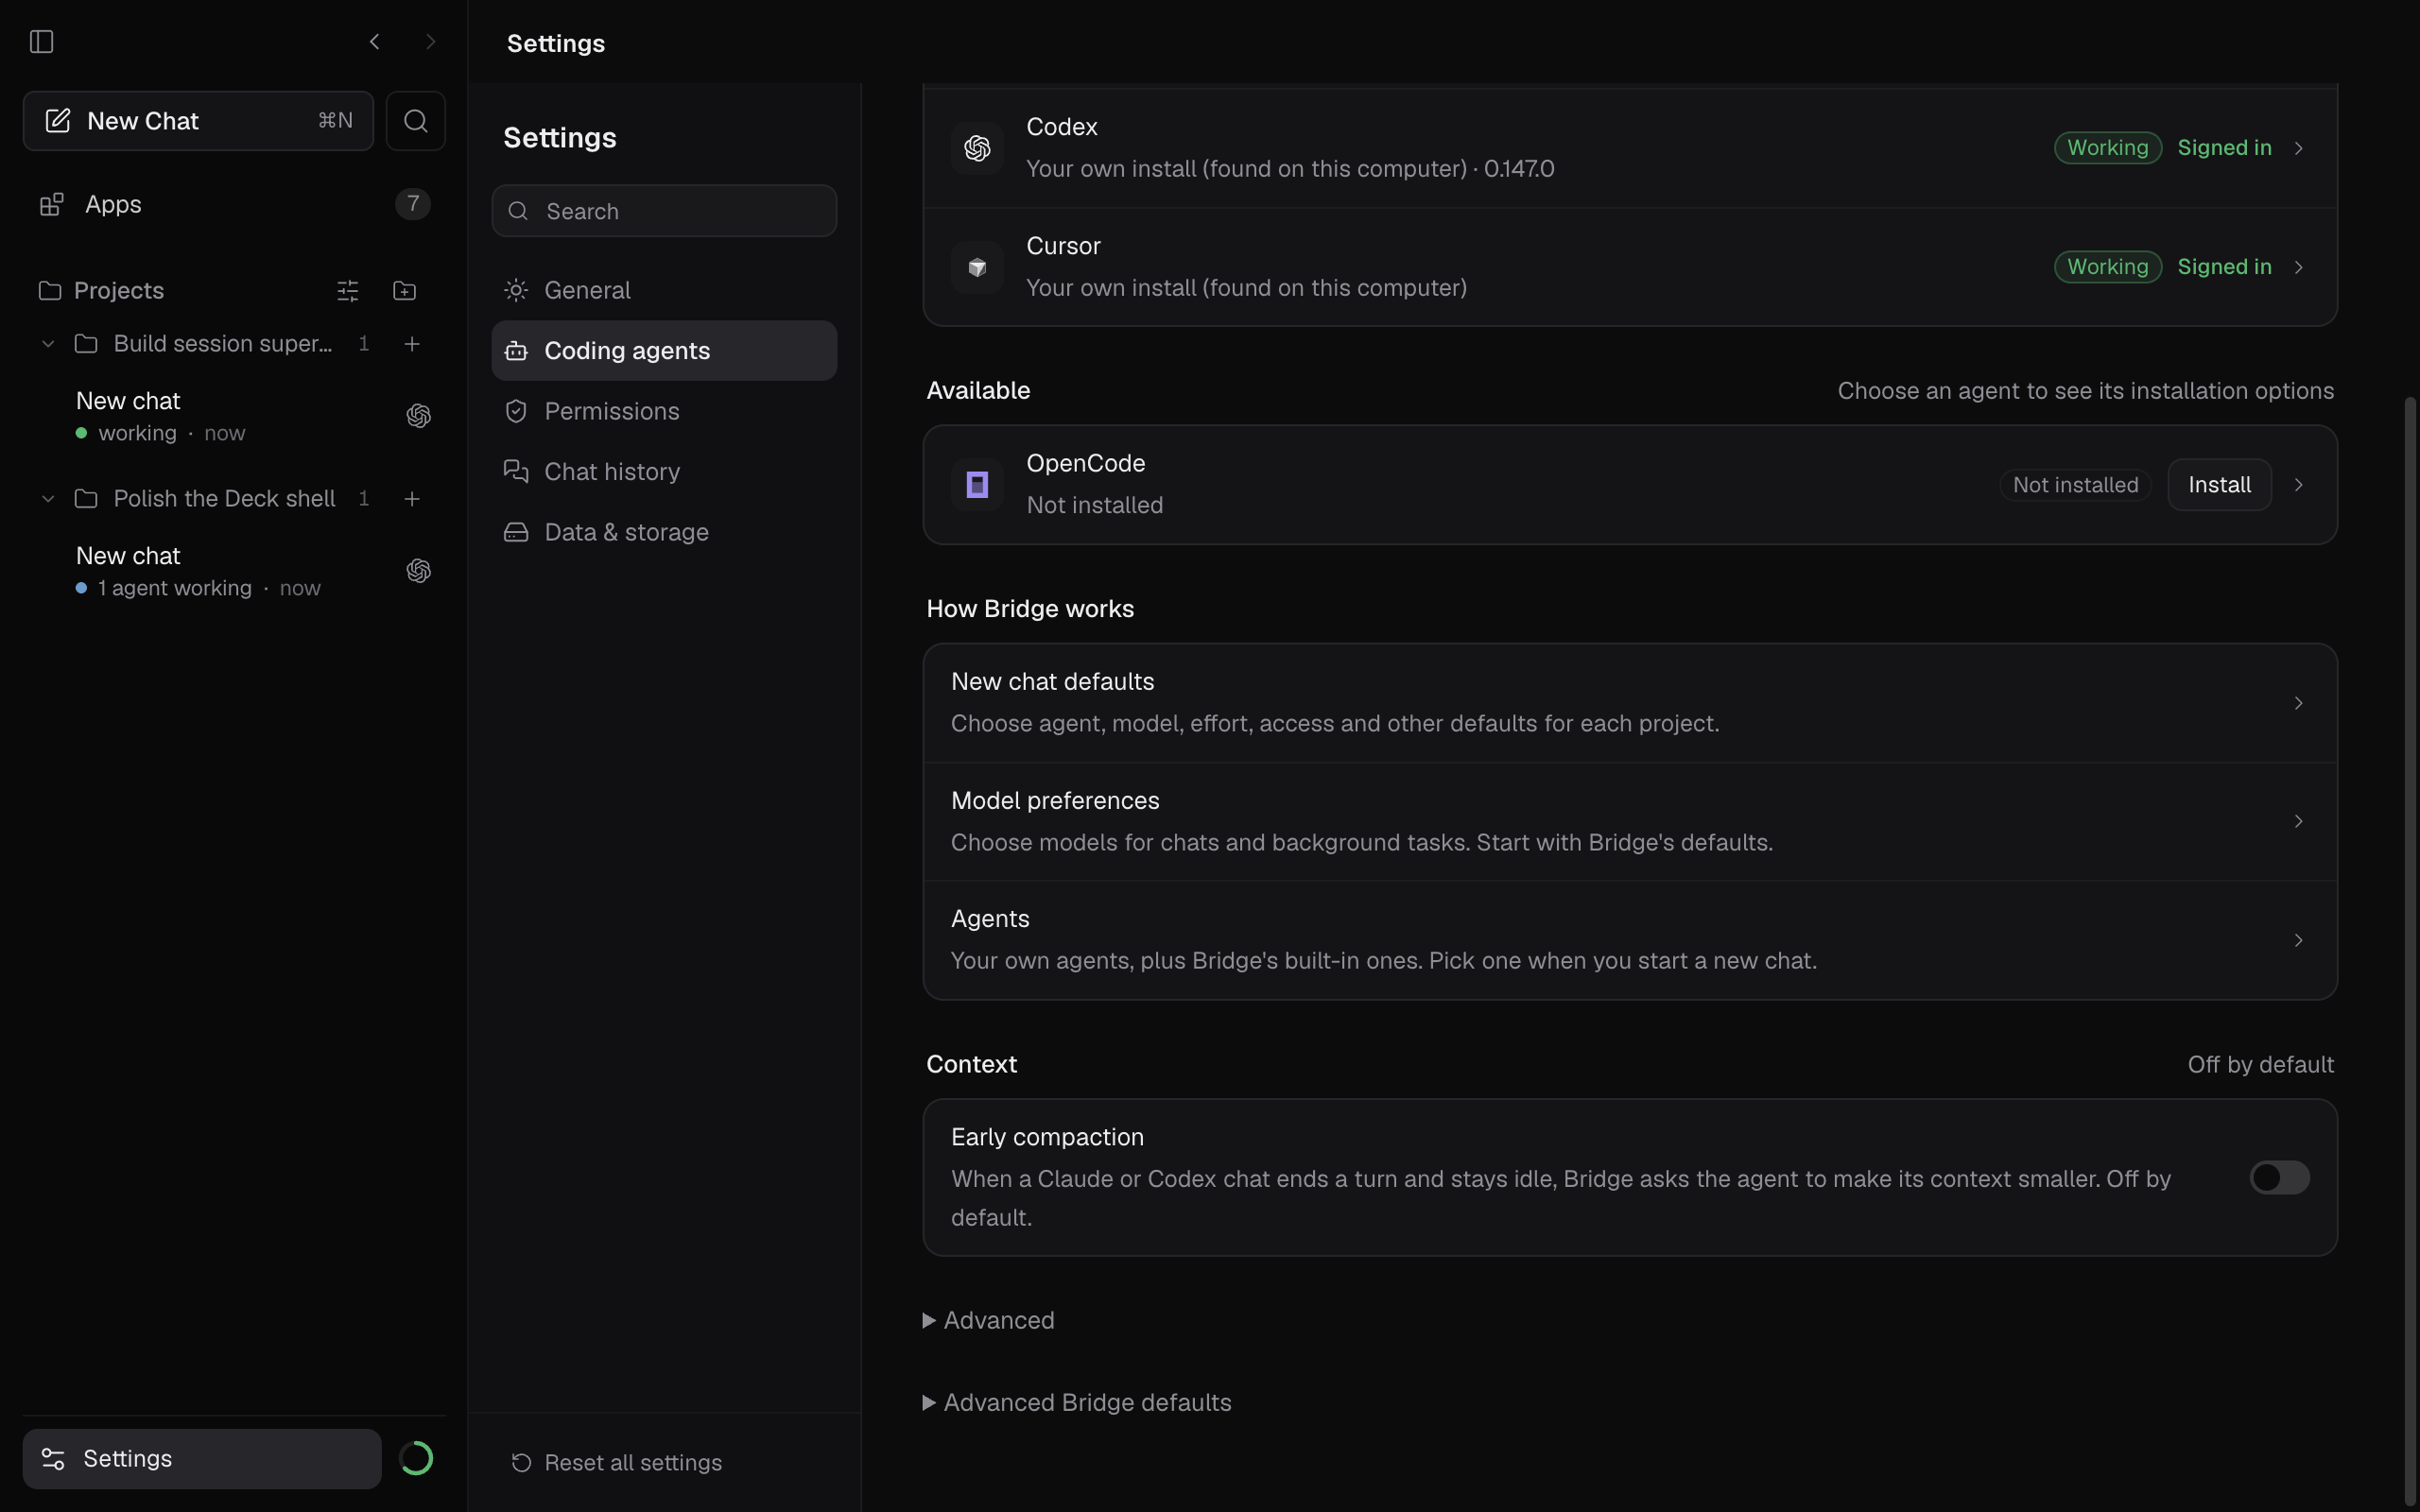 Settings
New Chat ⌘N
Apps 7
Projects
Build session super... 1
New chat
working · now
Polish the Deck shell 1
New chat
1 agent working · now
Settings
Settings
Search
General
Coding agents
Permissions
Chat history
Data & storage
Reset all settings
Codex
Your own install (found on this computer) · 0.147.0
Working Signed in
Cursor
Your own install (found on this computer)
Working Signed in
Available
Choose an agent to see its installation options
OpenCode
Not installed
Not installed Install
How Bridge works
New chat defaults
Choose agent, model, effort, access and other defaults for each project.
Model preferences
Choose models for chats and background tasks. Start with Bridge's defaults.
Agents
Your own agents, plus Bridge's built-in ones. Pick one when you start a new chat.
Context
Off by default
Early compaction
When a Claude or Codex chat ends a turn and stays idle, Bridge asks the agent to make its context smaller. Off by
default.
Advanced
Advanced Bridge defaults